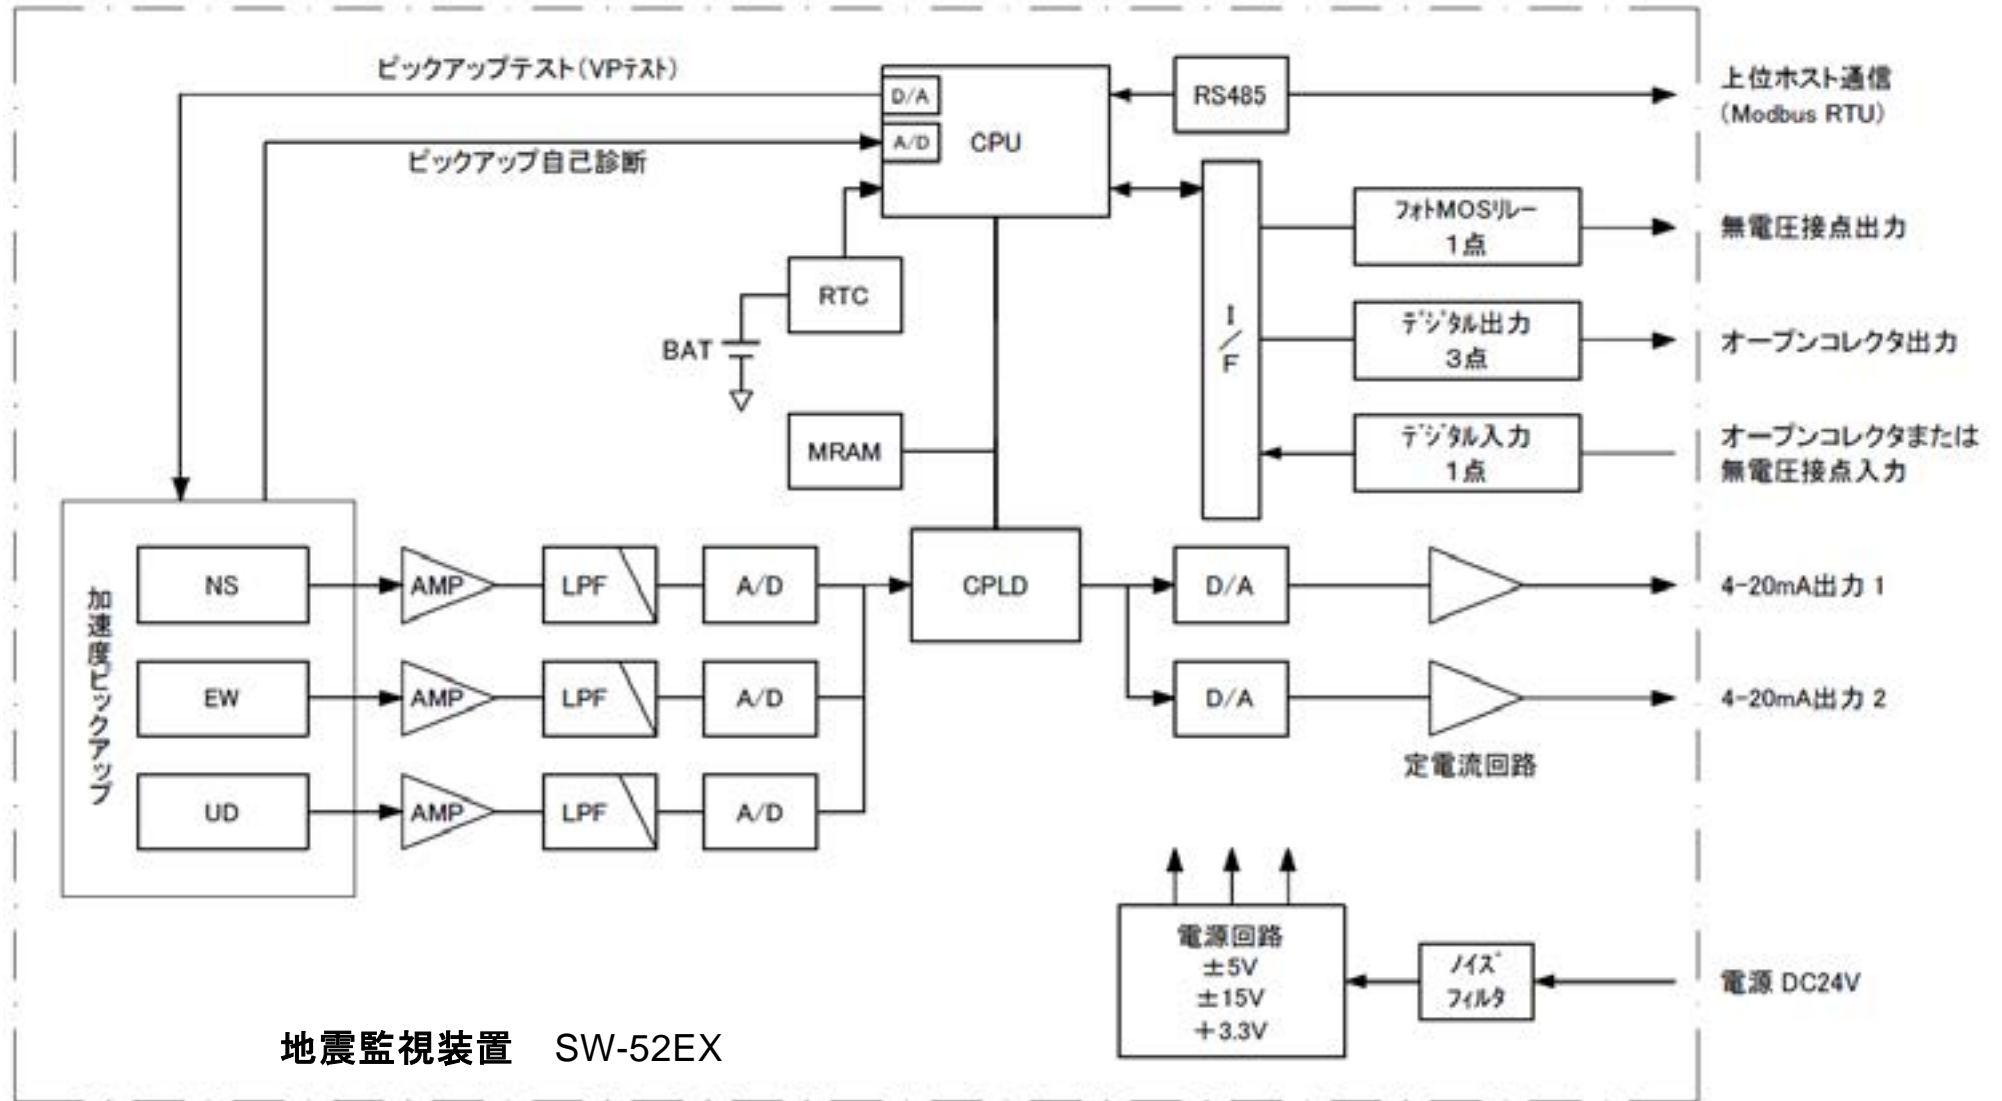 ピックアップテスト(VPテスト)
D/A
A/D
CPU
RS485
上位ホスト通信
(Modbus RTU)
ピックアップ自己診断
フォトMOSリレー
1点
無電圧接点出力
RTC
BAT
I/F
デジタル出力
3点
オープンコレクタ出力
MRAM
デジタル入力
1点
オープンコレクタまたは
無電圧接点入力
加速度ピックアップ
NS
AMP
LPF
A/D
CPLD
D/A
4-20mA出力 1
EW
AMP
LPF
A/D
D/A
4-20mA出力 2
定電流回路
UD
AMP
LPF
A/D
電源回路
±5V
±15V
+3.3V
ノイズ
フィルタ
電源 DC24V
地震監視装置 SW-52EX